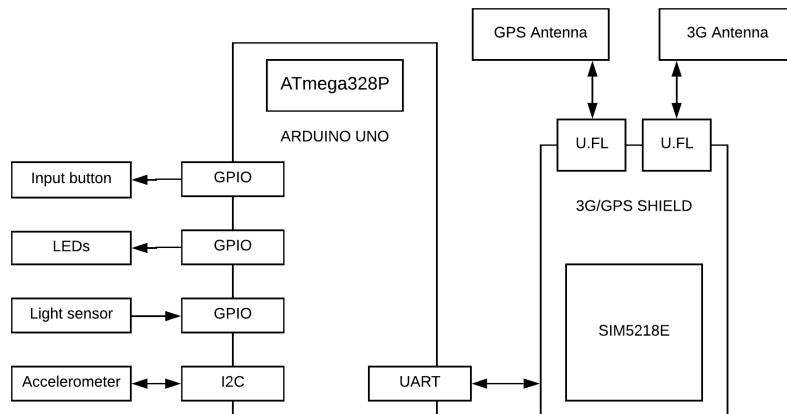 GPS Antenna
3G Antenna
ATmega328P
ARDUINO UNO
U.FL
U.FL
Input button
GPIO
3G/GPS SHIELD
LEDs
GPIO
Light sensor
GPIO
SIM5218E
Accelerometer
I2C
UART